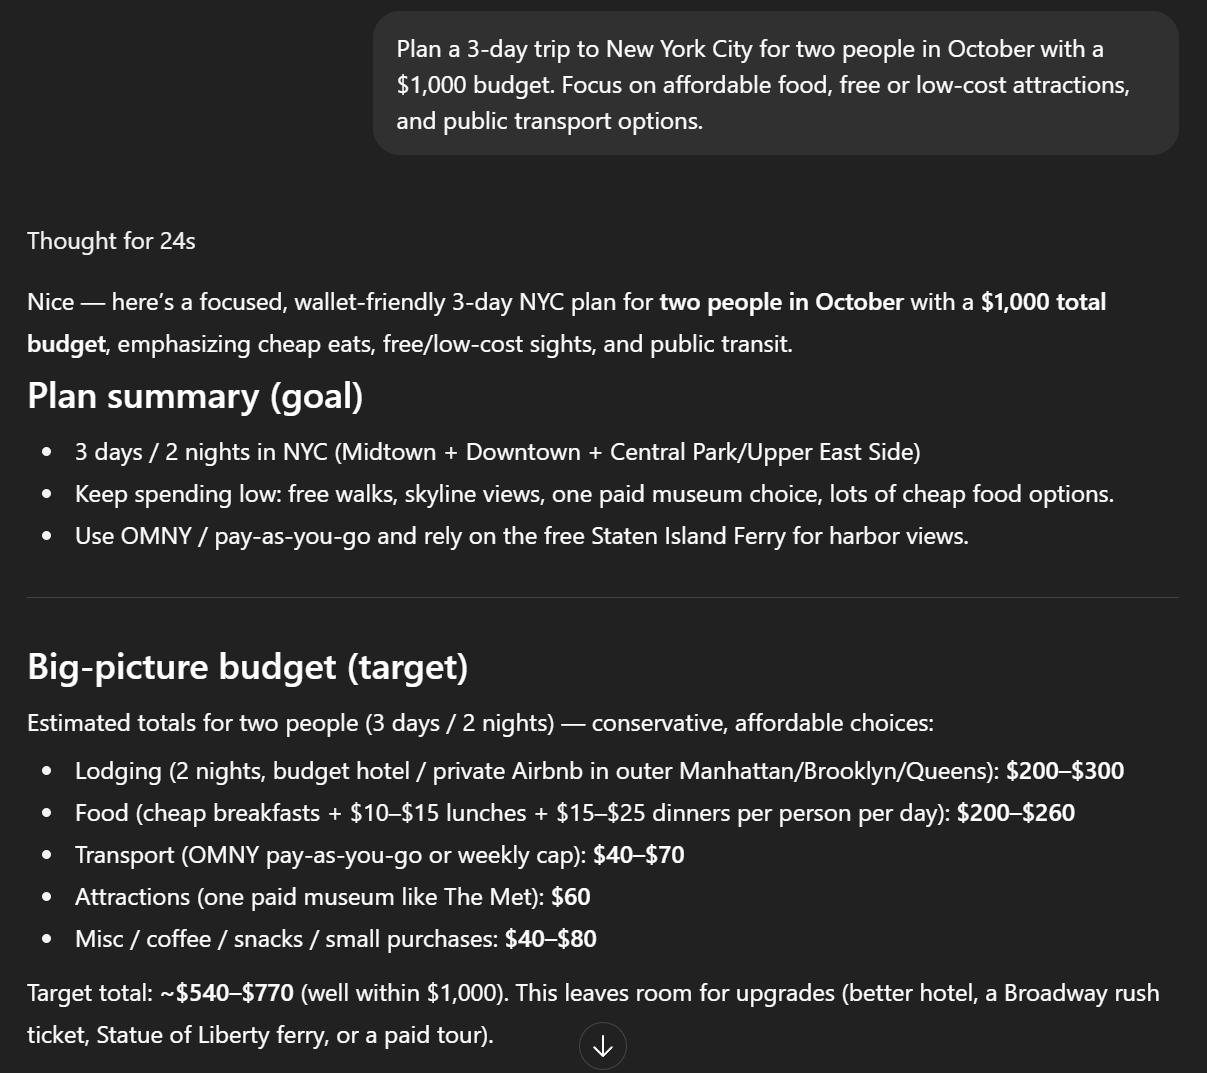 Plan a 3-day trip to New York City for two people in October with a
$1,000 budget. Focus on affordable food, free or low-cost attractions,
and public transport options.
Thought for 24s
Nice — here's a focused, wallet-friendly 3-day NYC plan for two people in October with a $1,000 total
budget, emphasizing cheap eats, free/low-cost sights, and public transit.
Plan summary (goal)
• 3 days / 2 nights in NYC (Midtown + Downtown + Central Park/Upper East Side)
• Keep spending low: free walks, skyline views, one paid museum choice, lots of cheap food options.
• Use OMNY / pay-as-you-go and rely on the free Staten Island Ferry for harbor views.
Big-picture budget (target)
Estimated totals for two people (3 days / 2 nights) — conservative, affordable choices:
• Lodging (2 nights, budget hotel / private Airbnb in outer Manhattan/Brooklyn/Queens): $200–$300
• Food (cheap breakfasts + $10–$15 lunches + $15–$25 dinners per person per day): $200–$260
• Transport (OMNY pay-as-you-go or weekly cap): $40–$70
• Attractions (one paid museum like The Met): $60
• Misc / coffee / snacks / small purchases: $40–$80
Target total: ~$540–$770 (well within $1,000). This leaves room for upgrades (better hotel, a Broadway rush
ticket, Statue of Liberty ferry, or a paid tour).